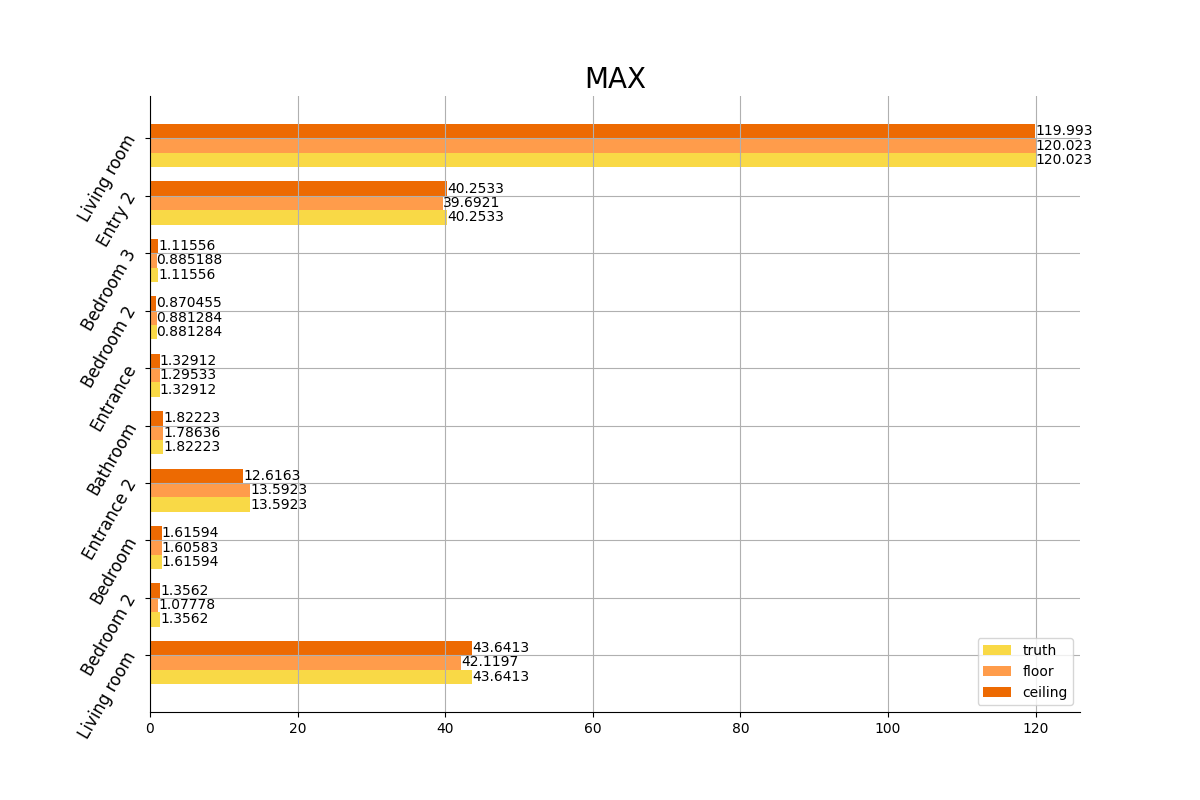 MAX
Living room
119.993
120.023
120.023
Entry 2
40.2533
39.6921
40.2533
Bedroom 3
1.11556
0.885188
1.11556
Bedroom 2
0.870455
0.881284
0.881284
Entrance
1.32912
1.29533
1.32912
Bathroom
1.82223
1.78636
1.82223
Entrance 2
12.6163
13.5923
13.5923
Bedroom
1.61594
1.60583
1.61594
Bedroom 2
1.3562
1.07778
1.3562
Living room
43.6413
42.1197
43.6413
truth
floor
ceiling
0 20 40 60 80 100 120